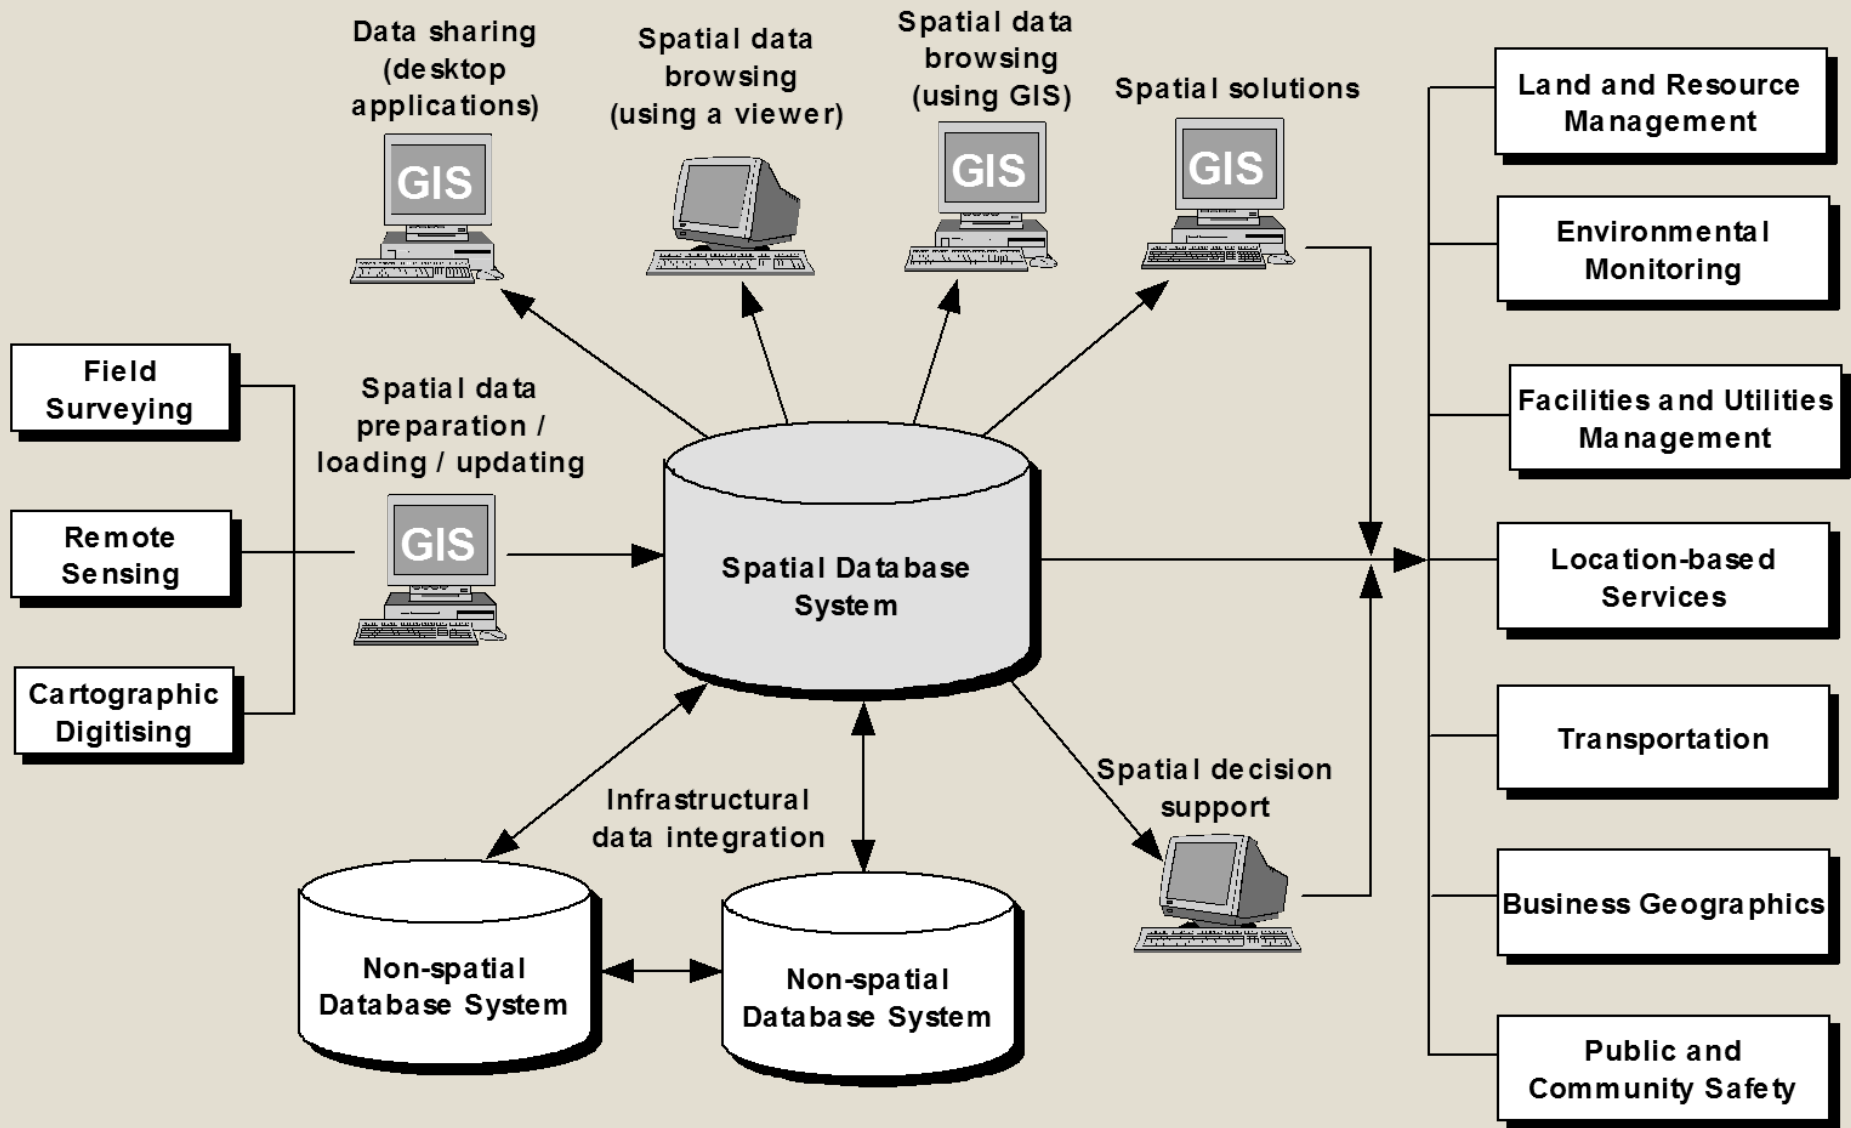 Data sharing
(desktop
applications)
Spatial data
browsing
(using a viewer)
Spatial data
browsing
(using GIS)
Spatial solutions
GIS
GIS
GIS
Field
Surveying
Remote
Sensing
Cartographic
Digitising
Spatial data
preparation /
loading / updating
GIS
Spatial Database
System
Infrastructural
data integration
Non-spatial
Database System
Non-spatial
Database System
Spatial decision
support
Land and Resource
Management
Environmental
Monitoring
Facilities and Utilities
Management
Location-based
Services
Transportation
Business Geographics
Public and
Community Safety